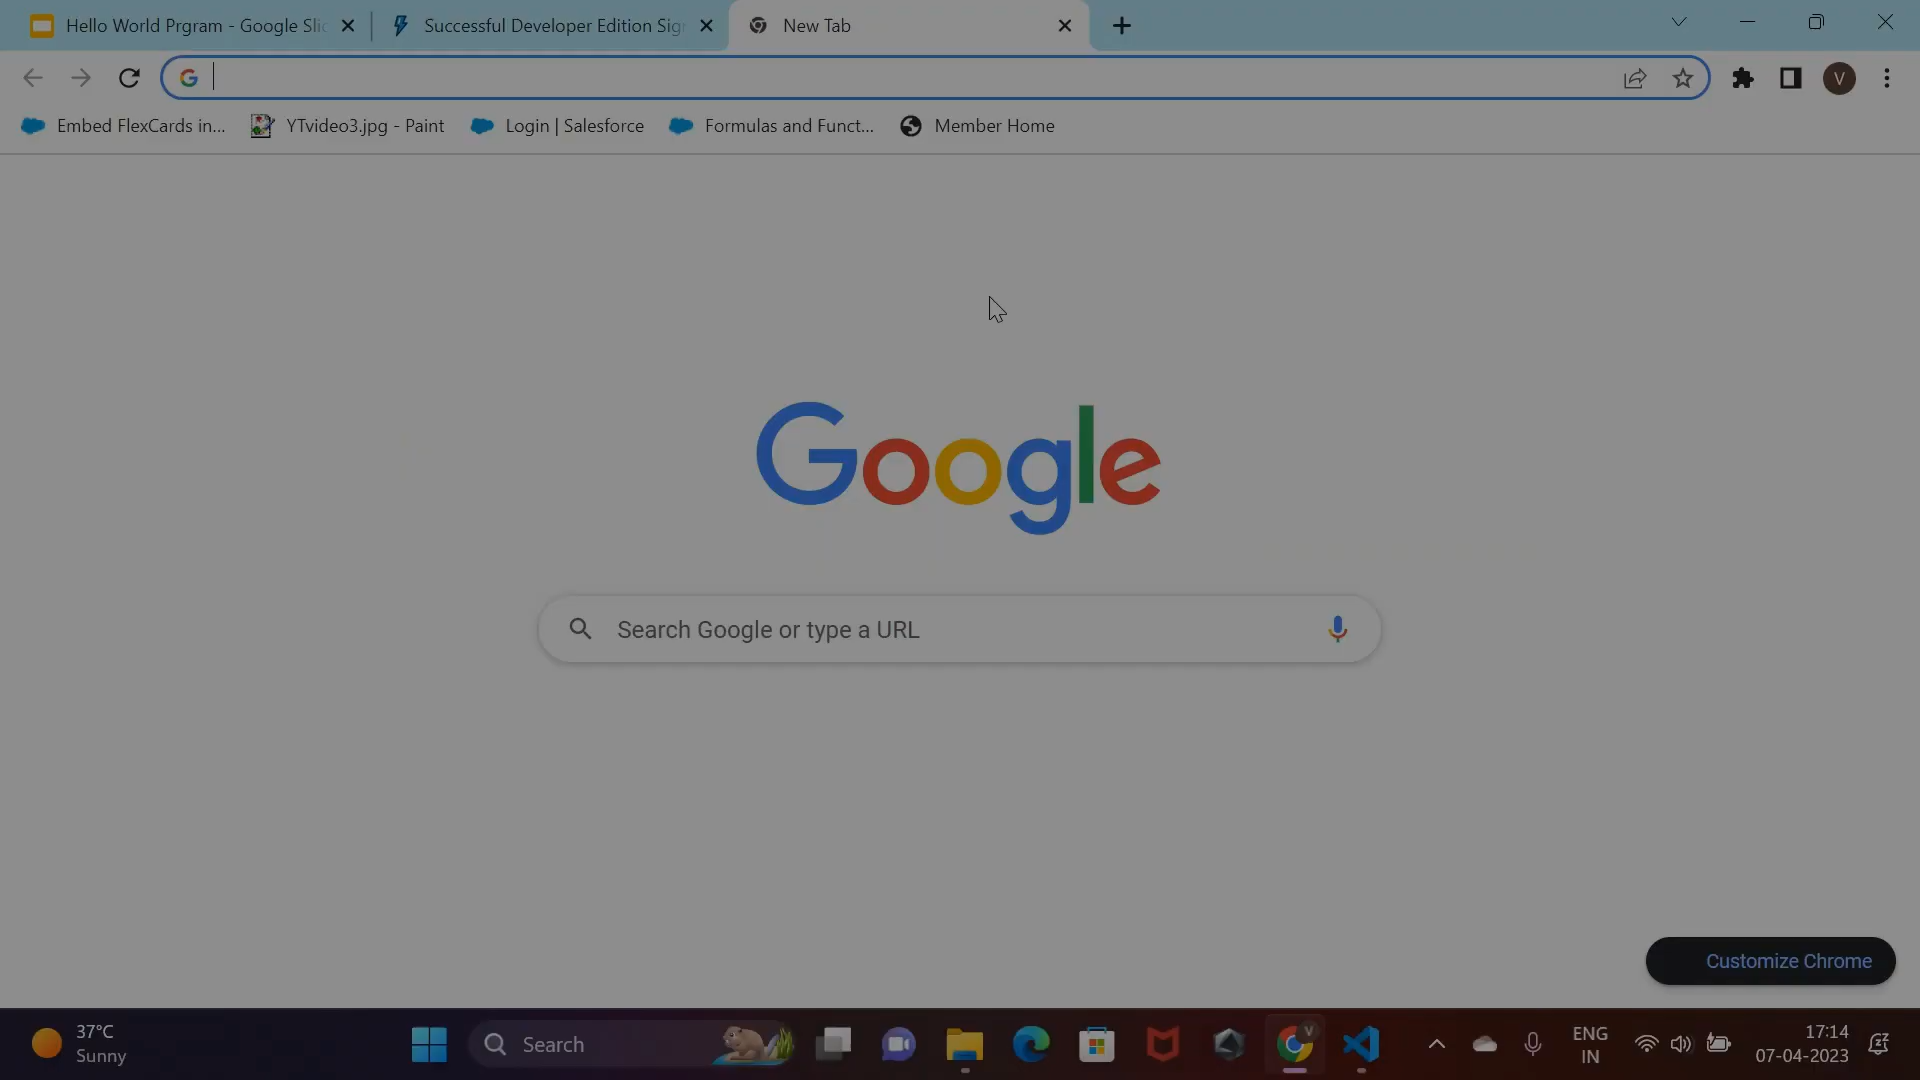 Hello World Prgram - Google Slic
Successful Developer Edition Sig
New Tab
Embed FlexCards in...
YTvideo3.jpg - Paint
Login | Salesforce
Formulas and Funct...
Member Home
Google
Search Google or type a URL
Customize Chrome
37°C
Sunny
Search
V
V
ENG
IN
17:14
07-04-2023